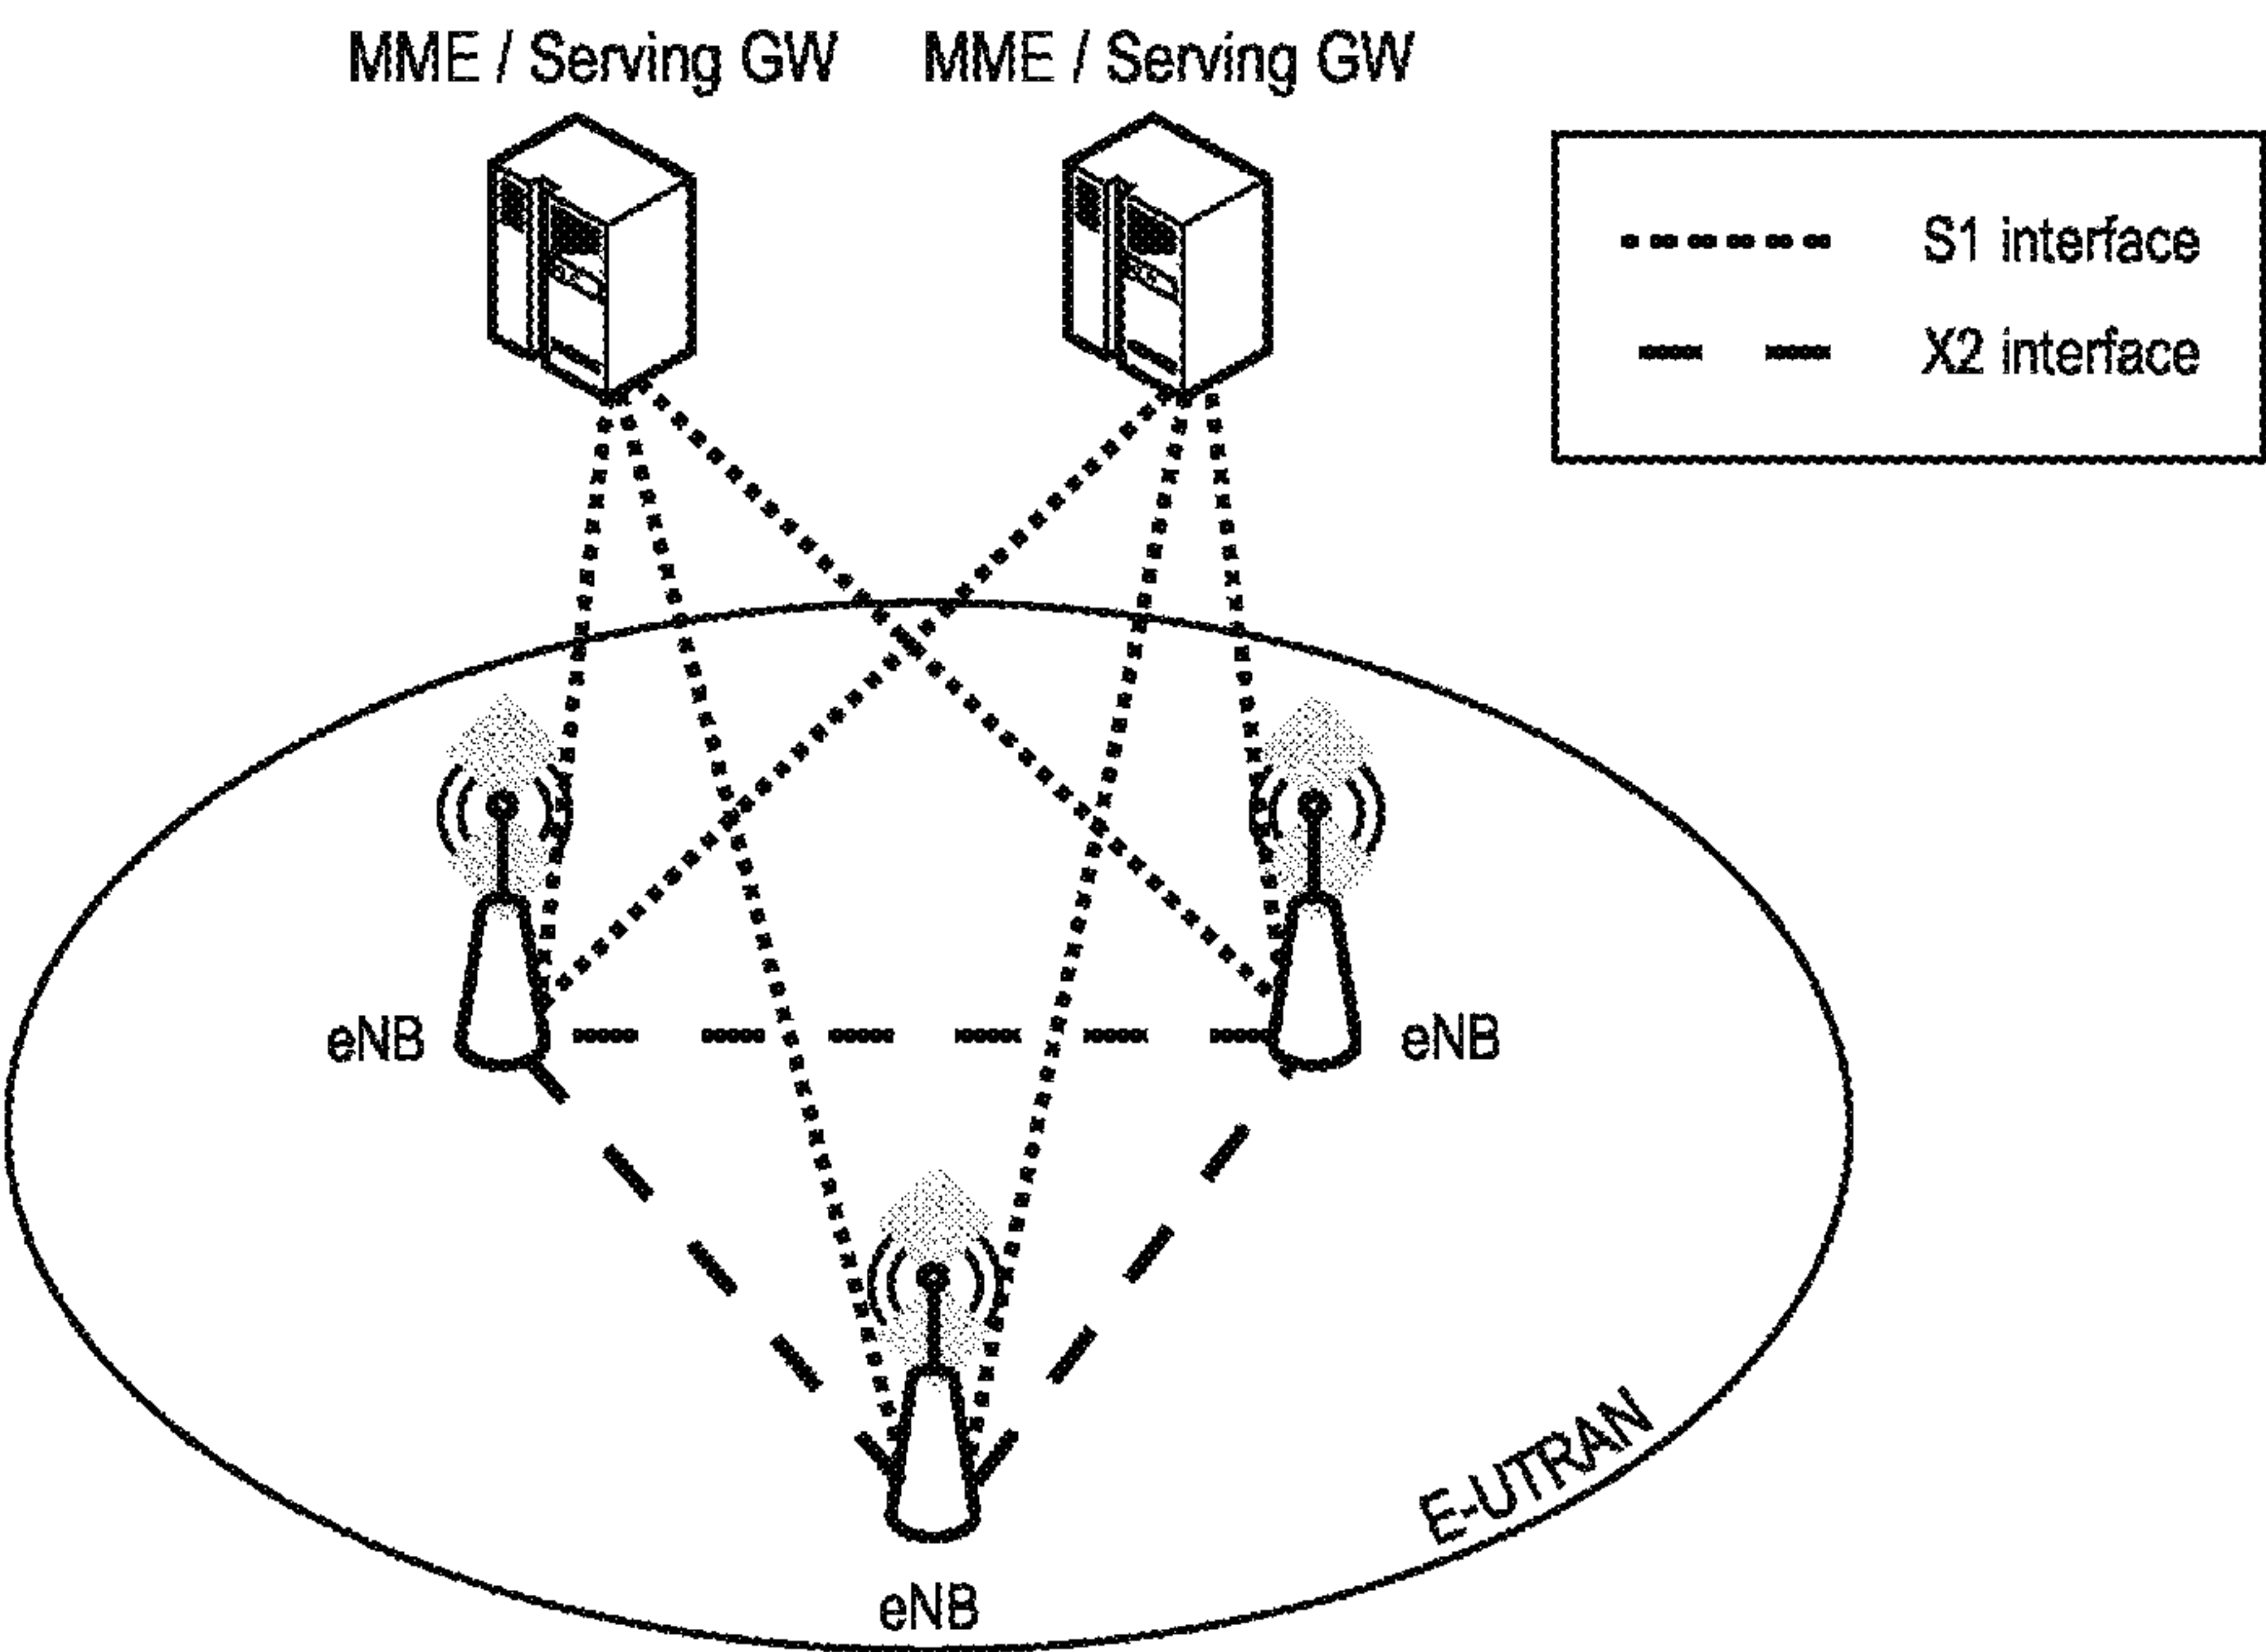 MME / Serving GW
MME / Serving GW
S1 interface
X2 interface
eNB
eNB
E-UTRAN
eNB